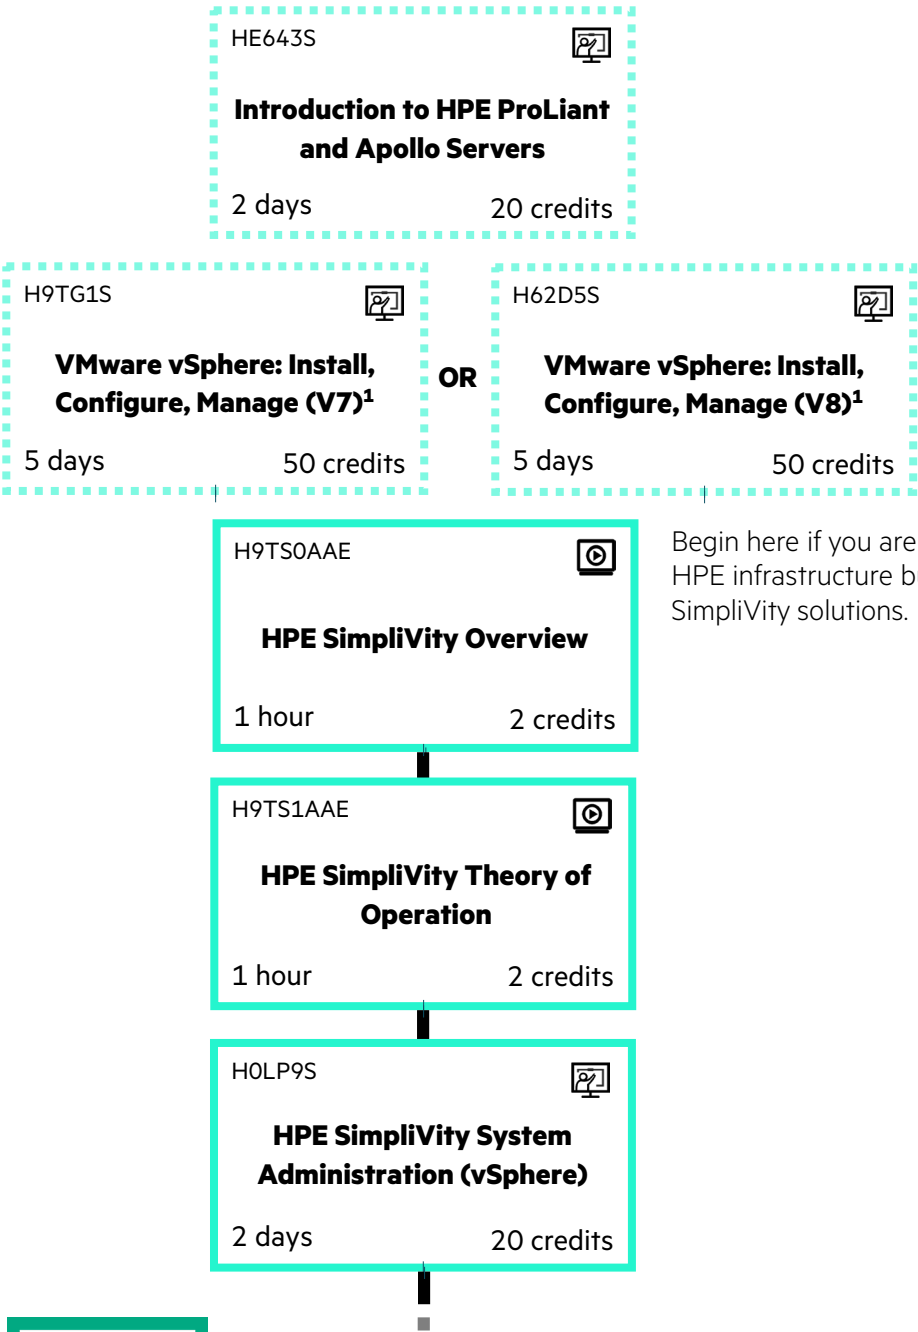 HE643S
Introduction to HPE ProLiant
and Apollo Servers
2 days 20 credits
H9TG1S
VMware vSphere: Install,
Configure, Manage (V7)¹
5 days 50 credits
OR
H62D5S
VMware vSphere: Install,
Configure, Manage (V8)¹
5 days 50 credits
H9TS0AAE
HPE SimpliVity Overview
1 hour 2 credits
Begin here if you are
HPE infrastructure
SimpliVity solutions.
H9TS1AAE
HPE SimpliVity Theory of
Operation
1 hour 2 credits
H0LP9S
HPE SimpliVity System
Administration (vSphere)
2 days 20 credits